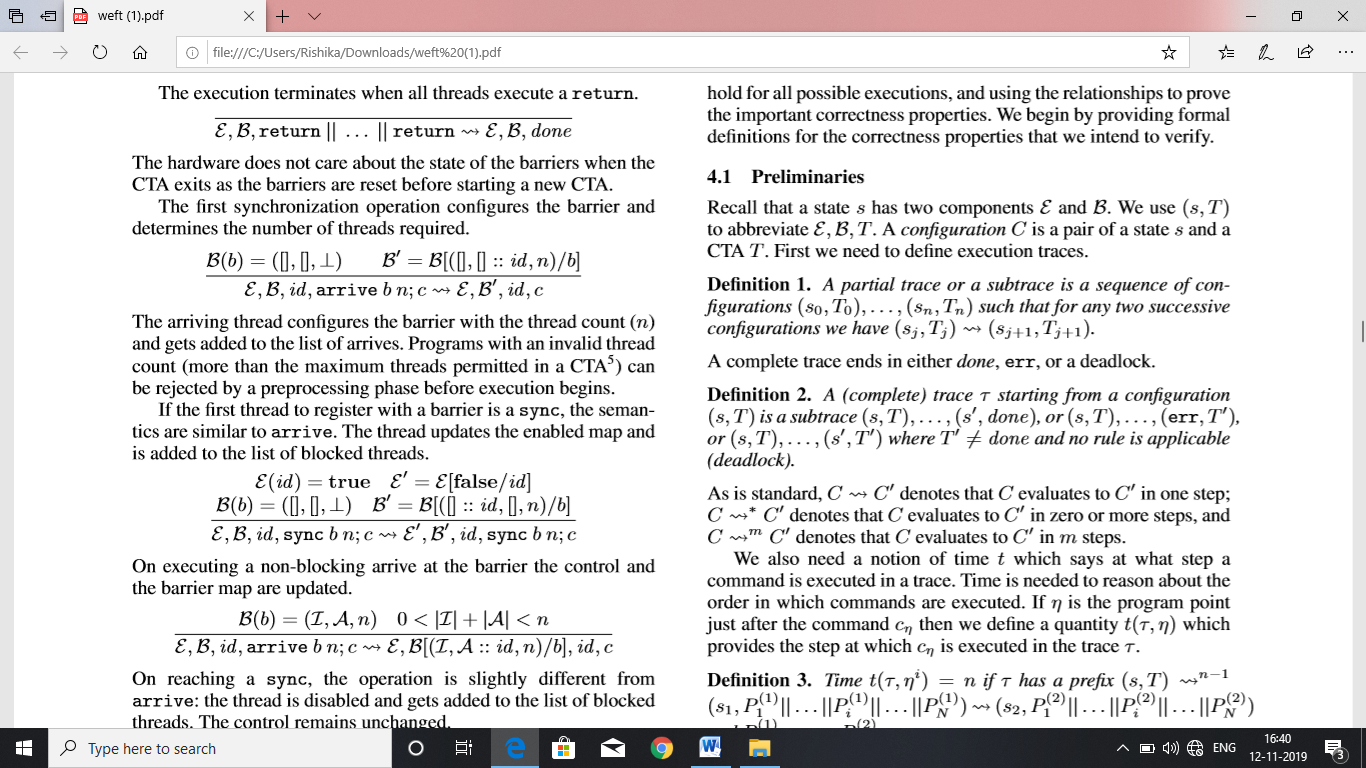 weft (1).pdf
file:///C:/Users/Rishika/Downloads/weft%20(1).pdf
The execution terminates when all threads execute a return.
ℰ, ℬ, return || … || return ⇝ ℰ, ℬ, done
The hardware does not care about the state of the barriers when the
CTA exits as the barriers are reset before starting a new CTA.
The first synchronization operation configures the barrier and
determines the number of threads required.
ℬ(b) = ([], [], ⊥)   ℬ′ = ℬ[([], [] :: id, n)/b]
ℰ, ℬ, id, arrive b n; c ⇝ ℰ, ℬ′, id, c
The arriving thread configures the barrier with the thread count (n)
and gets added to the list of arrives. Programs with an invalid thread
count (more than the maximum threads permitted in a CTA⁵) can
be rejected by a preprocessing phase before execution begins.
If the first thread to register with a barrier is a sync, the seman-
tics are similar to arrive. The thread updates the enabled map and
is added to the list of blocked threads.
ℰ(id) = true   ℰ′ = ℰ[false/id]
ℬ(b) = ([], [], ⊥)   ℬ′ = ℬ[([] :: id, [], n)/b]
ℰ, ℬ, id, sync b n; c ⇝ ℰ′, ℬ′, id, sync b n; c
On executing a non-blocking arrive at the barrier the control and
the barrier map are updated.
ℬ(b) = (ℐ, 𝒜, n)   0 < |ℐ| + |𝒜| < n
ℰ, ℬ, id, arrive b n; c ⇝ ℰ, ℬ[(ℐ, 𝒜 :: id, n)/b], id, c
On reaching a sync, the operation is slightly different from
arrive: the thread is disabled and gets added to the list of blocked
threads. The control remains unchanged.
hold for all possible executions, and using the relationships to prove
the important correctness properties. We begin by providing formal
definitions for the correctness properties that we intend to verify.
4.1 Preliminaries
Recall that a state s has two components ℰ and ℬ. We use (s, T)
to abbreviate ℰ, ℬ, T. A configuration C is a pair of a state s and a
CTA T. First we need to define execution traces.
Definition 1. A partial trace or a subtrace is a sequence of con-
figurations (s₀, T₀), …, (sₙ, Tₙ) such that for any two successive
configurations we have (sⱼ, Tⱼ) ⇝ (sⱼ₊₁, Tⱼ₊₁).
A complete trace ends in either done, err, or a deadlock.
Definition 2. A (complete) trace τ starting from a configuration
(s, T) is a subtrace (s, T), …, (s′, done), or (s, T), …, (err, T′),
or (s, T), …, (s′, T′) where T′ ≠ done and no rule is applicable
(deadlock).
As is standard, C ⇝ C′ denotes that C evaluates to C′ in one step;
C ⇝* C′ denotes that C evaluates to C′ in zero or more steps, and
C ⇝ᵐ C′ denotes that C evaluates to C′ in m steps.
We also need a notion of time t which says at what step a
command is executed in a trace. Time is needed to reason about the
order in which commands are executed. If η is the program point
just after the command c_η then we define a quantity t(τ, η) which
provides the step at which c_η is executed in the trace τ.
Definition 3. Time t(τ, ηⁱ) = n if τ has a prefix (s, T) ⇝ⁿ⁻¹
(s₁, P₁⁽¹⁾||…||Pᵢ⁽¹⁾||…||P_N⁽¹⁾) ⇝ (s₂, P₁⁽²⁾||…||Pᵢ⁽²⁾||…||P_N⁽²⁾)
Type here to search
ENG
16:40
12-11-2019
3